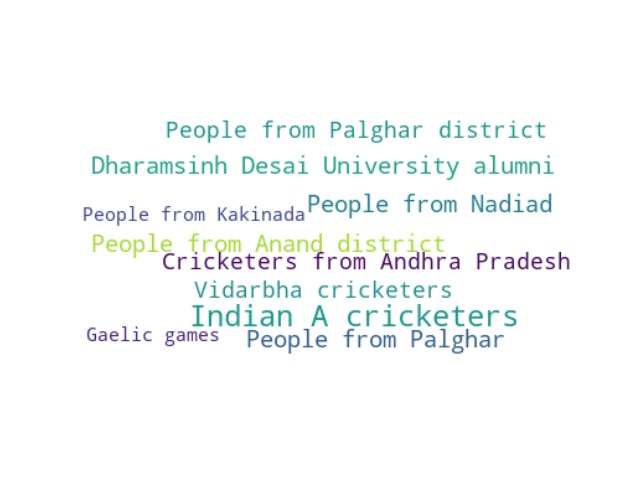 People from Palghar district
Dharamsinh Desai University alumni
People from Nadiad
People from Kakinada
People from Anand district
Cricketers from Andhra Pradesh
Vidarbha cricketers
Indian A cricketers
Gaelic games
People from Palghar